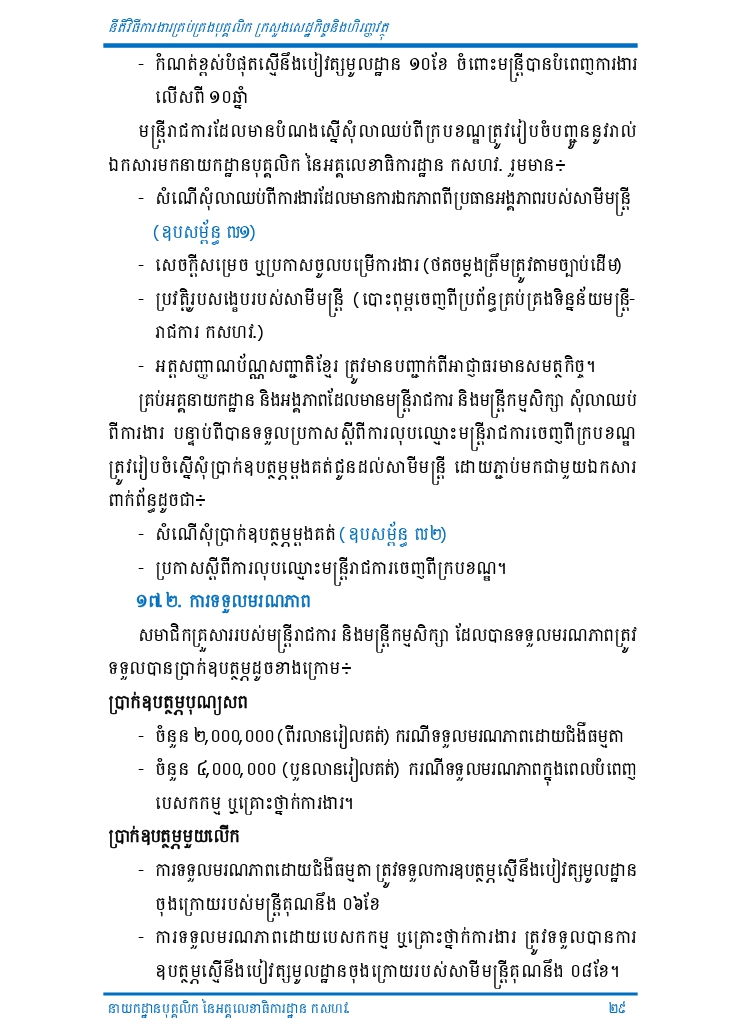 នីតិវិធីការងារគ្រប់គ្រងបុគ្គលិក ក្រសួងសេដ្ឋកិច្ចនិងហិរញ្ញវត្ថុ
- កំណត់ខ្ពស់បំផុតស្មើនឹងបៀវត្សមូលដ្ឋាន ១០ខែ ចំពោះមន្ត្រីបានបំពេញការងារ
លើសពី ១០ឆ្នាំ
មន្ត្រីរាជការដែលមានបំណងស្នើសុំលាឈប់ពីក្របខណ្ឌត្រូវរៀបចំបញ្ជូននូវរាល់
ឯកសារមកនាយកដ្ឋានបុគ្គលិក នៃអគ្គលេខាធិការដ្ឋាន កសហវ. រួមមាន៖
- សំណើសុំលាឈប់ពីការងារដែលមានការឯកភាពពីប្រធានអង្គភាពរបស់សាមីមន្ត្រី
(ឧបសម្ព័ន្ធ ៧១)
- សេចក្តីសម្រេច ឬប្រកាសចូលបម្រើការងារ (ថតចម្លងត្រឹមត្រូវតាមច្បាប់ដើម)
- ប្រវត្តិរូបសង្ខេបរបស់សាមីមន្ត្រី (បោះពុម្ពចេញពីប្រព័ន្ធគ្រប់គ្រងទិន្នន័យមន្ត្រី-
រាជការ កសហវ.)
- អត្តសញ្ញាណប័ណ្ណសញ្ជាតិខ្មែរ ត្រូវមានបញ្ជាក់ពីអាជ្ញាធរមានសមត្ថកិច្ច។
គ្រប់អគ្គនាយកដ្ឋាន និងអង្គភាពដែលមានមន្ត្រីរាជការ និងមន្ត្រីកម្មសិក្សា សុំលាឈប់
ពីការងារ បន្ទាប់ពីបានទទួលប្រកាសស្តីពីការលុបឈ្មោះមន្ត្រីរាជការចេញពីក្របខណ្ឌ
ត្រូវរៀបចំស្នើសុំប្រាក់ឧបត្ថម្ភម្តងគត់ជូនដល់សាមីមន្ត្រី ដោយភ្ជាប់មកជាមួយឯកសារ
ពាក់ព័ន្ធដូចជា៖
- សំណើសុំប្រាក់ឧបត្ថម្ភម្តងគត់ (ឧបសម្ព័ន្ធ ៧២)
- ប្រកាសស្តីពីការលុបឈ្មោះមន្ត្រីរាជការចេញពីក្របខណ្ឌ។
១៧.២. ការទទួលមរណភាព
សមាជិកគ្រួសាររបស់មន្ត្រីរាជការ និងមន្ត្រីកម្មសិក្សា ដែលបានទទួលមរណភាពត្រូវ
ទទួលបានប្រាក់ឧបត្ថម្ភដូចខាងក្រោម៖
ប្រាក់ឧបត្ថម្ភបុណ្យសព
- ចំនួន ២,០០០,០០០ (ពីរលានរៀលគត់) ករណីទទួលមរណភាពដោយជំងឺធម្មតា
- ចំនួន ៤,០០០,០០០ (បួនលានរៀលគត់) ករណីទទួលមរណភាពក្នុងពេលបំពេញ
បេសកកម្ម ឬគ្រោះថ្នាក់ការងារ។
ប្រាក់ឧបត្ថម្ភមួយលើក
- ការទទួលមរណភាពដោយជំងឺធម្មតា ត្រូវទទួលការឧបត្ថម្ភស្មើនឹងបៀវត្សមូលដ្ឋាន
ចុងក្រោយរបស់មន្ត្រីគុណនឹង ០៦ខែ
- ការទទួលមរណភាពដោយបេសកកម្ម ឬគ្រោះថ្នាក់ការងារ ត្រូវទទួលបានការ
ឧបត្ថម្ភស្មើនឹងបៀវត្សមូលដ្ឋានចុងក្រោយរបស់សាមីមន្ត្រីគុណនឹង ០៨ខែ។
នាយកដ្ឋានបុគ្គលិក នៃអគ្គលេខាធិការដ្ឋាន កសហវ. ២៩